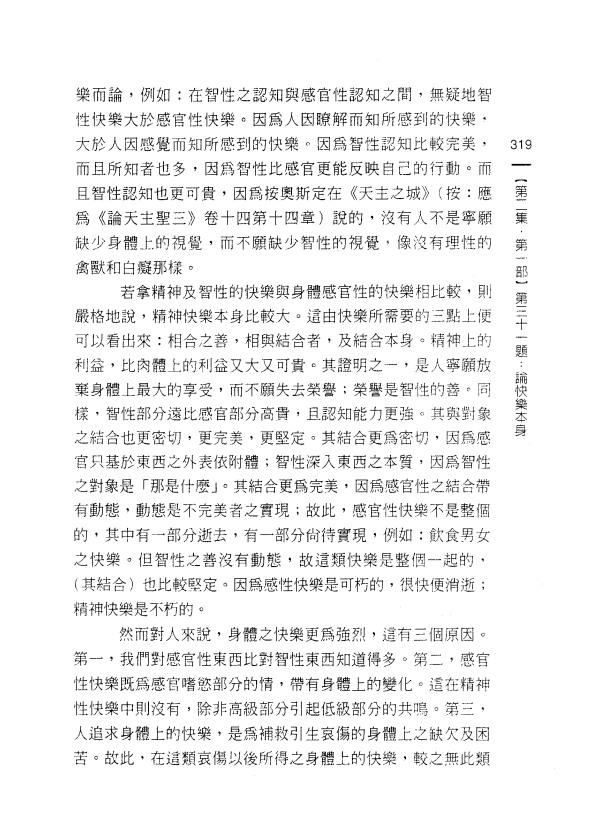 樂而論，例如：在智性之認知與感官性認知之間，無疑地智
性快樂大於感官性快樂。因爲人因瞭解而知所感到的快樂，
大於人因感覺而知所感到的快樂。因爲智性認知比較完美，
而且所知者也多，因爲智性比感官更能反映自己的行動。而
且智性認知也更可貴，因爲按奧斯定在《天主之城》（按：應
爲《論天主聖三》卷十四第十四章）說的，沒有人不是寧願
缺少身體上的視覺，而不願缺少智性的視覺，像沒有理性的
禽獸和白癡那樣。
若拿精神及智性的快樂與身體感官性的快樂相比較，則
嚴格地說，精神快樂本身比較大。這由快樂所需要的三點上便
可以看出來：相合之善，相與結合者，及結合本身。精神上的
利益，比肉體上的利益又大又可貴。其證明之一，是人寧願放
棄身體上最大的享受，而不願失去榮譽；榮譽是智性的善。同
樣，智性部分遠比感官部分高貴，且認知能力更強。其與對象
之結合也更密切，更完美，更堅定。其結合更爲密切，因爲感
官只基於東西之外表依附體；智性深入東西之本質，因爲智性
之對象是「那是什麼」。其結合更爲完美，因爲感官性之結合帶
有動態，動態是不完美者之實現；故此，感官性快樂不是整個
的，其中有一部分逝去，有一部分尙待實現，例如：飲食男女
之快樂。但智性之善沒有動態，故這類快樂是整個一起的，
（其結合）也比較堅定。因爲感性快樂是可朽的，很快便消逝；
精神快樂是不朽的。
然而對人來說，身體之快樂更爲強烈，這有三個原因。
第一，我們對感官性東西比對智性東西知道得多。第二，感官
性快樂既爲感官嗜慾部分的情，帶有身體上的變化。這在精神
性快樂中則沒有，除非高級部分引起低級部分的共鳴。第三，
人追求身體上的快樂，是爲補救引生哀傷的身體上之缺欠及困
苦。故此，在這類哀傷以後所得之身體上的快樂，較之無此類
319
【第二集．第一部】第三十一題：論快樂本身